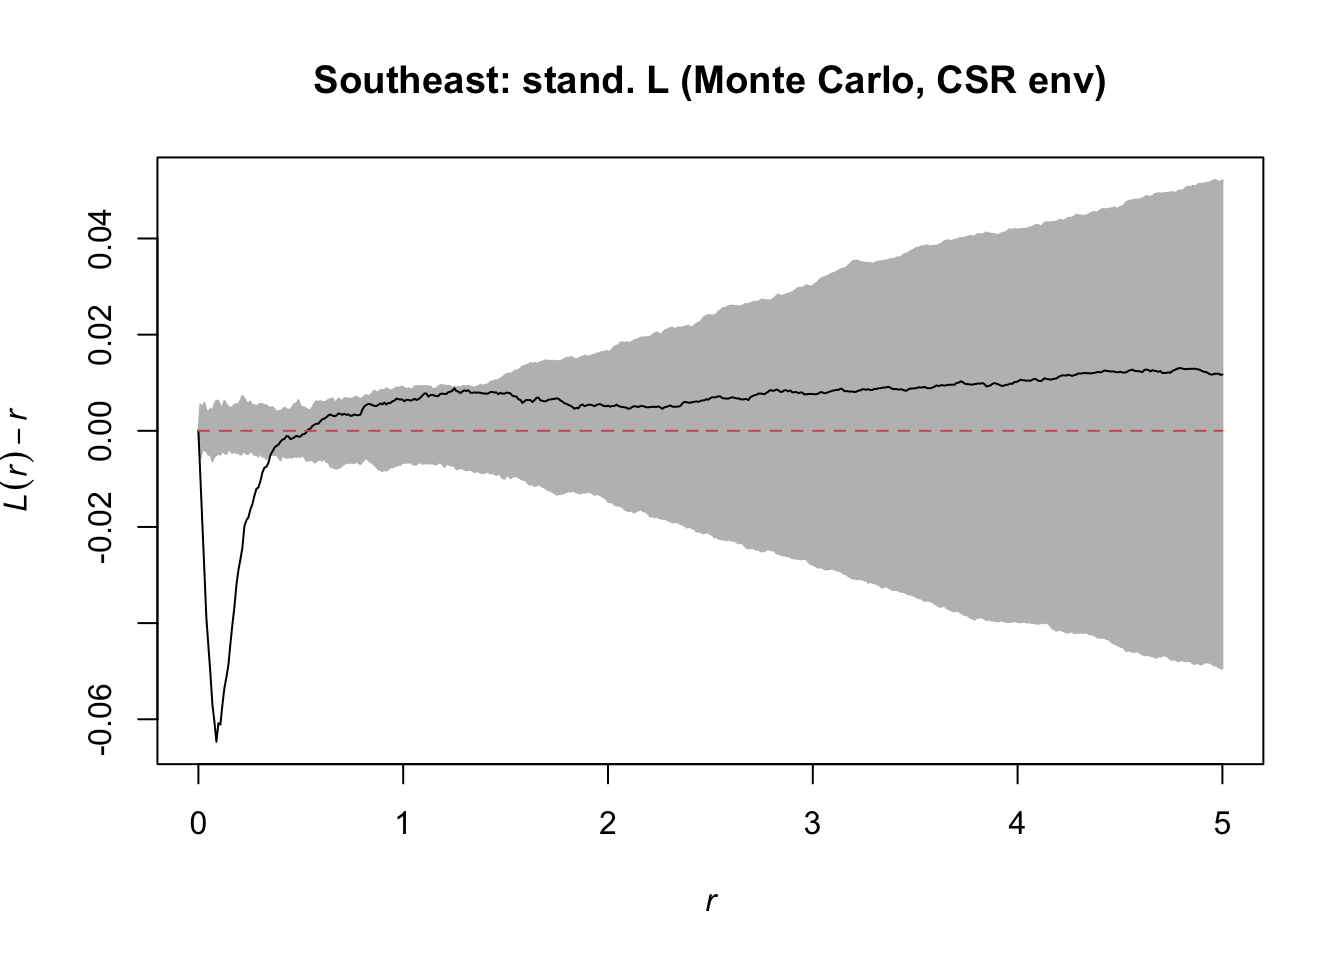 Southeast: stand. L (Monte Carlo, CSR env)
L(r) − r
0.04
0.02
0.00
-0.02
-0.06
0 1 2 3 4 5
r